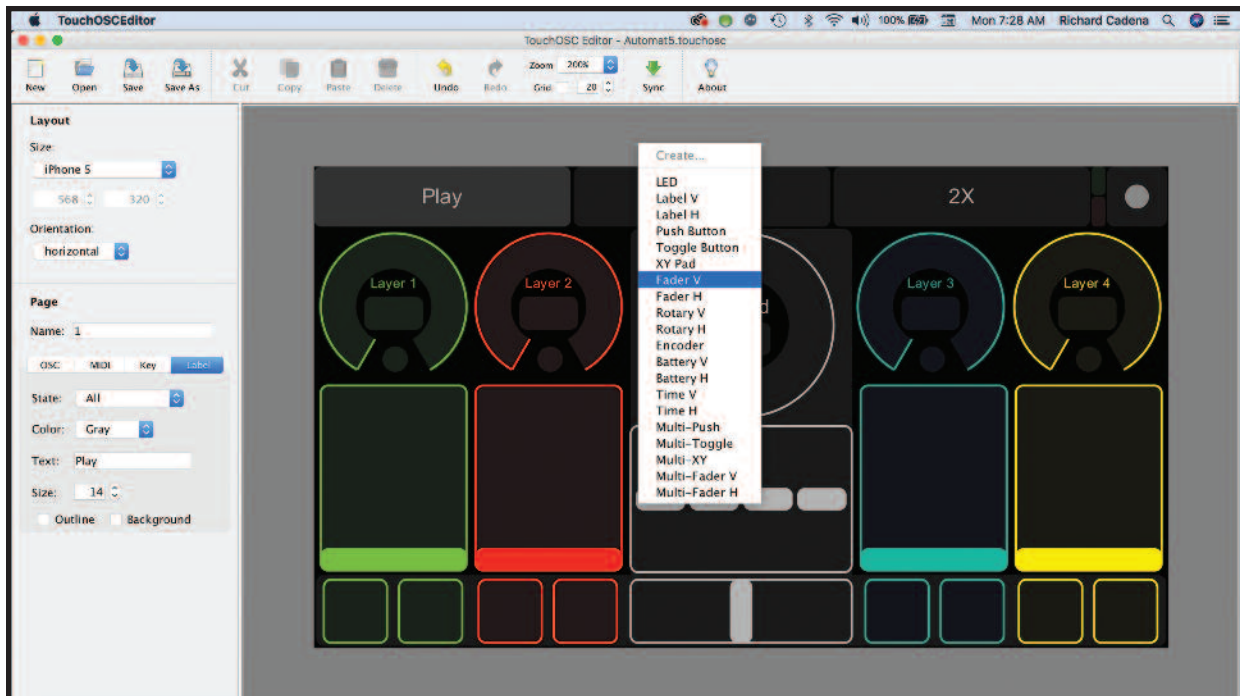 TouchOSCEditor 100% Mon 7:28 AM Richard Cadena
TouchOSC Editor - Automat5.touchosc
New Open Save Save As Cut Copy Paste Delete Undo Redo Zoom 200% Grid 20 Sync About
Layout
Size:
iPhone 5
568 320
Orientation:
horizontal
Page
Name: 1
OSC MIDI Key Label
State: All
Color: Gray
Text: Play
Size: 14
Outline Background
Play
2X
Layer 1
Layer 2
d
Layer 3
Layer 4
Create...
LED
Label V
Label H
Push Button
Toggle Button
XY Pad
Fader V
Fader H
Rotary V
Rotary H
Encoder
Battery V
Battery H
Time V
Time H
Multi-Push
Multi-Toggle
Multi-XY
Multi-Fader V
Multi-Fader H